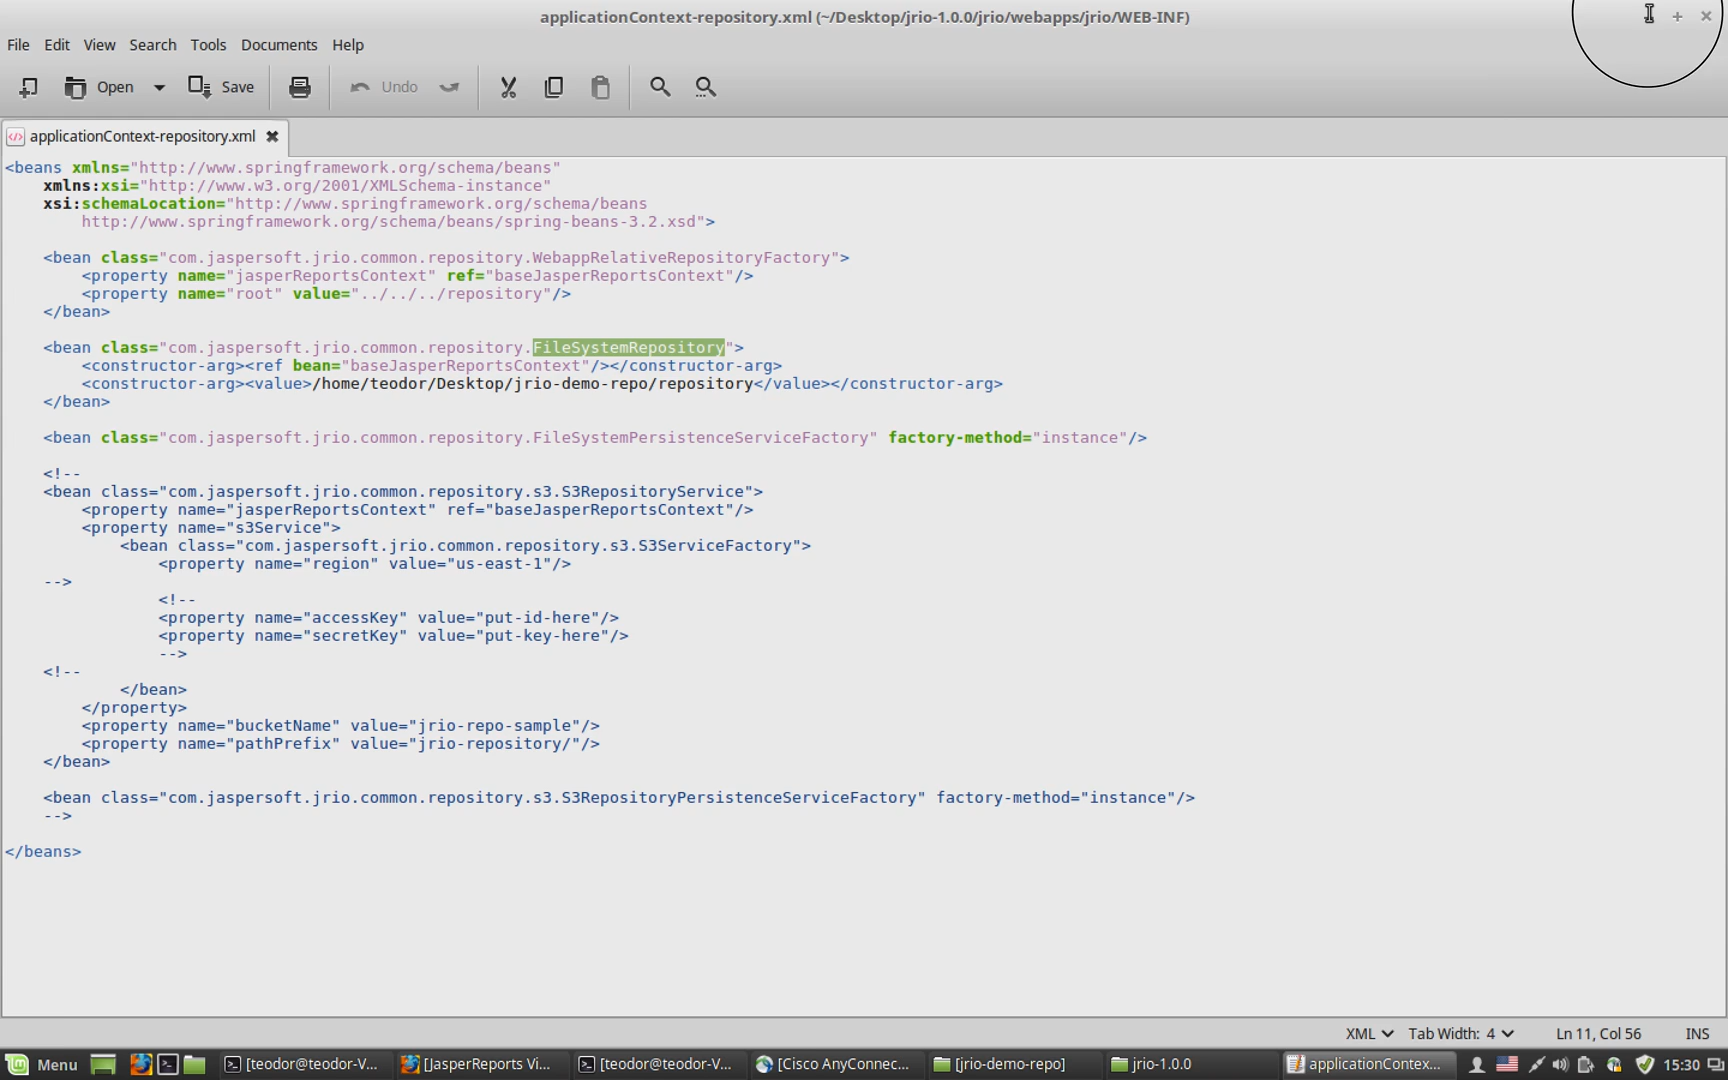 applicationContext-repository.xml (~/Desktop/jrio-1.0.0/jrio/webapps/jrio/WEB-INF)
File Edit View Search Tools Documents Help
Open Save Undo
applicationContext-repository.xml
<beans xmlns="http://www.springframework.org/schema/beans"
    xmlns:xsi="http://www.w3.org/2001/XMLSchema-instance"
    xsi:schemaLocation="http://www.springframework.org/schema/beans
        http://www.springframework.org/schema/beans/spring-beans-3.2.xsd">
    <bean class="com.jaspersoft.jrio.common.repository.WebappRelativeRepositoryFactory">
        <property name="jasperReportsContext" ref="baseJasperReportsContext"/>
        <property name="root" value="../../../repository"/>
    </bean>
    <bean class="com.jaspersoft.jrio.common.repository.FileSystemRepository">
        <constructor-arg><ref bean="baseJasperReportsContext"/></constructor-arg>
        <constructor-arg><value>/home/teodor/Desktop/jrio-demo-repo/repository</value></constructor-arg>
    </bean>
    <bean class="com.jaspersoft.jrio.common.repository.FileSystemPersistenceServiceFactory" factory-method="instance"/>
    <!--
    <bean class="com.jaspersoft.jrio.common.repository.s3.S3RepositoryService">
        <property name="jasperReportsContext" ref="baseJasperReportsContext"/>
        <property name="s3Service">
            <bean class="com.jaspersoft.jrio.common.repository.s3.S3ServiceFactory">
                <property name="region" value="us-east-1"/>
    -->
                <!--
                <property name="accessKey" value="put-id-here"/>
                <property name="secretKey" value="put-key-here"/>
                -->
    <!--
            </bean>
        </property>
        <property name="bucketName" value="jrio-repo-sample"/>
        <property name="pathPrefix" value="jrio-repository/"/>
    </bean>
    <bean class="com.jaspersoft.jrio.common.repository.s3.S3RepositoryPersistenceServiceFactory" factory-method="instance"/>
    -->
</beans>
XML Tab Width: 4 Ln 11, Col 56 INS
Menu [teodor@teodor-V... [JasperReports Vi... [teodor@teodor-V... [Cisco AnyConnec... [jrio-demo-repo] jrio-1.0.0 applicationContex... 15:30